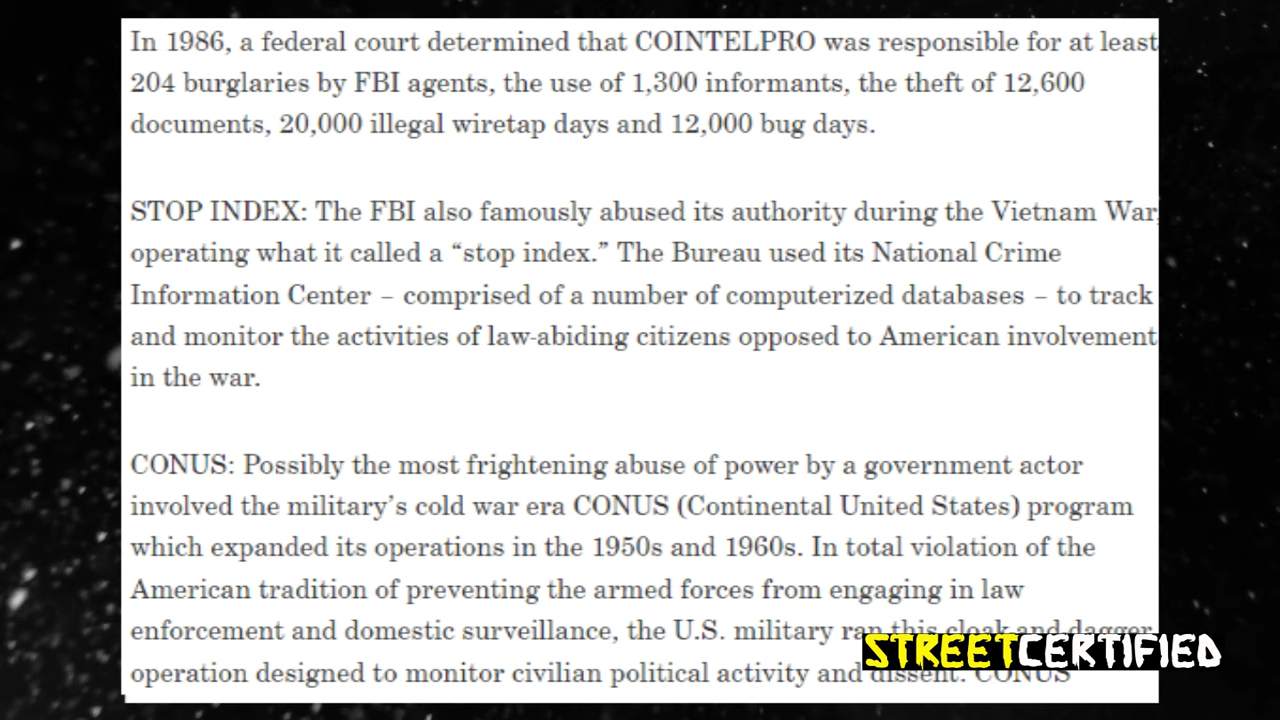 In 1986, a federal court determined that COINTELPRO was responsible for at least
204 burglaries by FBI agents, the use of 1,300 informants, the theft of 12,600
documents, 20,000 illegal wiretap days and 12,000 bug days.
STOP INDEX: The FBI also famously abused its authority during the Vietnam War,
operating what it called a “stop index.” The Bureau used its National Crime
Information Center – comprised of a number of computerized databases – to track
and monitor the activities of law-abiding citizens opposed to American involvement
in the war.
CONUS: Possibly the most frightening abuse of power by a government actor
involved the military’s cold war era CONUS (Continental United States) program
which expanded its operations in the 1950s and 1960s. In total violation of the
American tradition of preventing the armed forces from engaging in law
enforcement and domestic surveillance, the U.S. military ran this cloak and dagger
operation designed to monitor civilian political activity and dissent. CONUS
STREETCERTIFIED